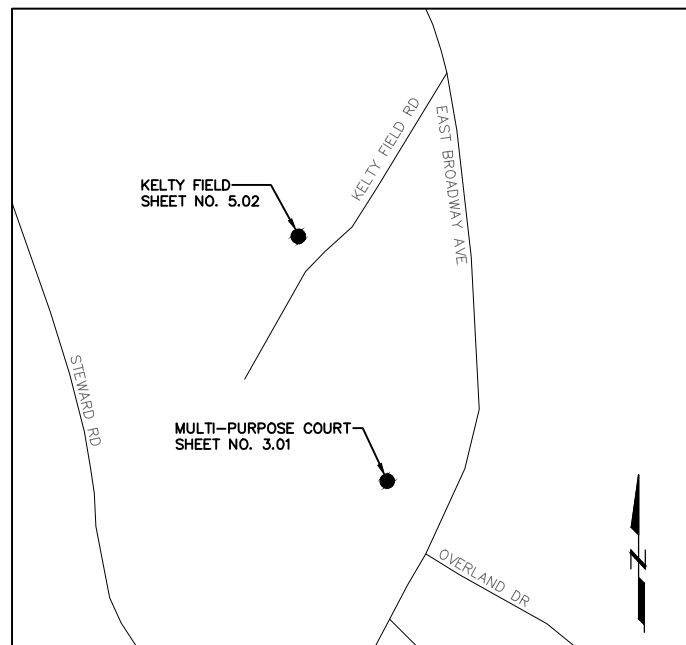 KELTY FIELD RD
EAST BROADWAY AVE
KELTY FIELD
SHEET NO. 5.02
STEWARD RD
MULTI-PURPOSE COURT
SHEET NO. 3.01
OVERLAND DR
N